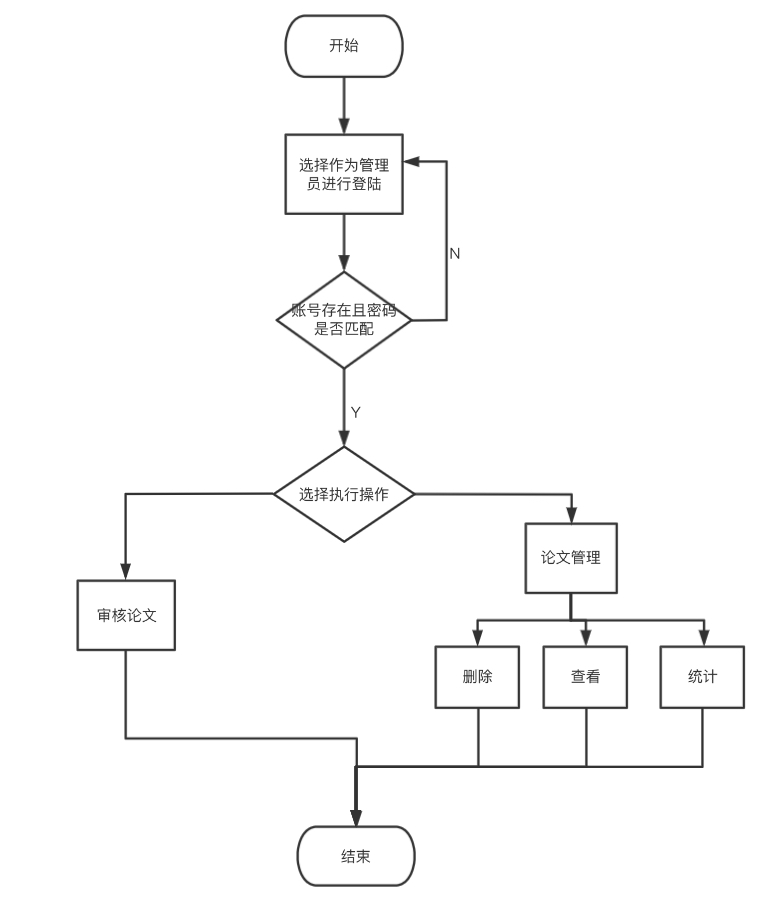 开始
选择作为管理
员进行登陆
N
账号存在且密码
是否匹配
Y
选择执行操作
论文管理
审核论文
删除
查看
统计
结束